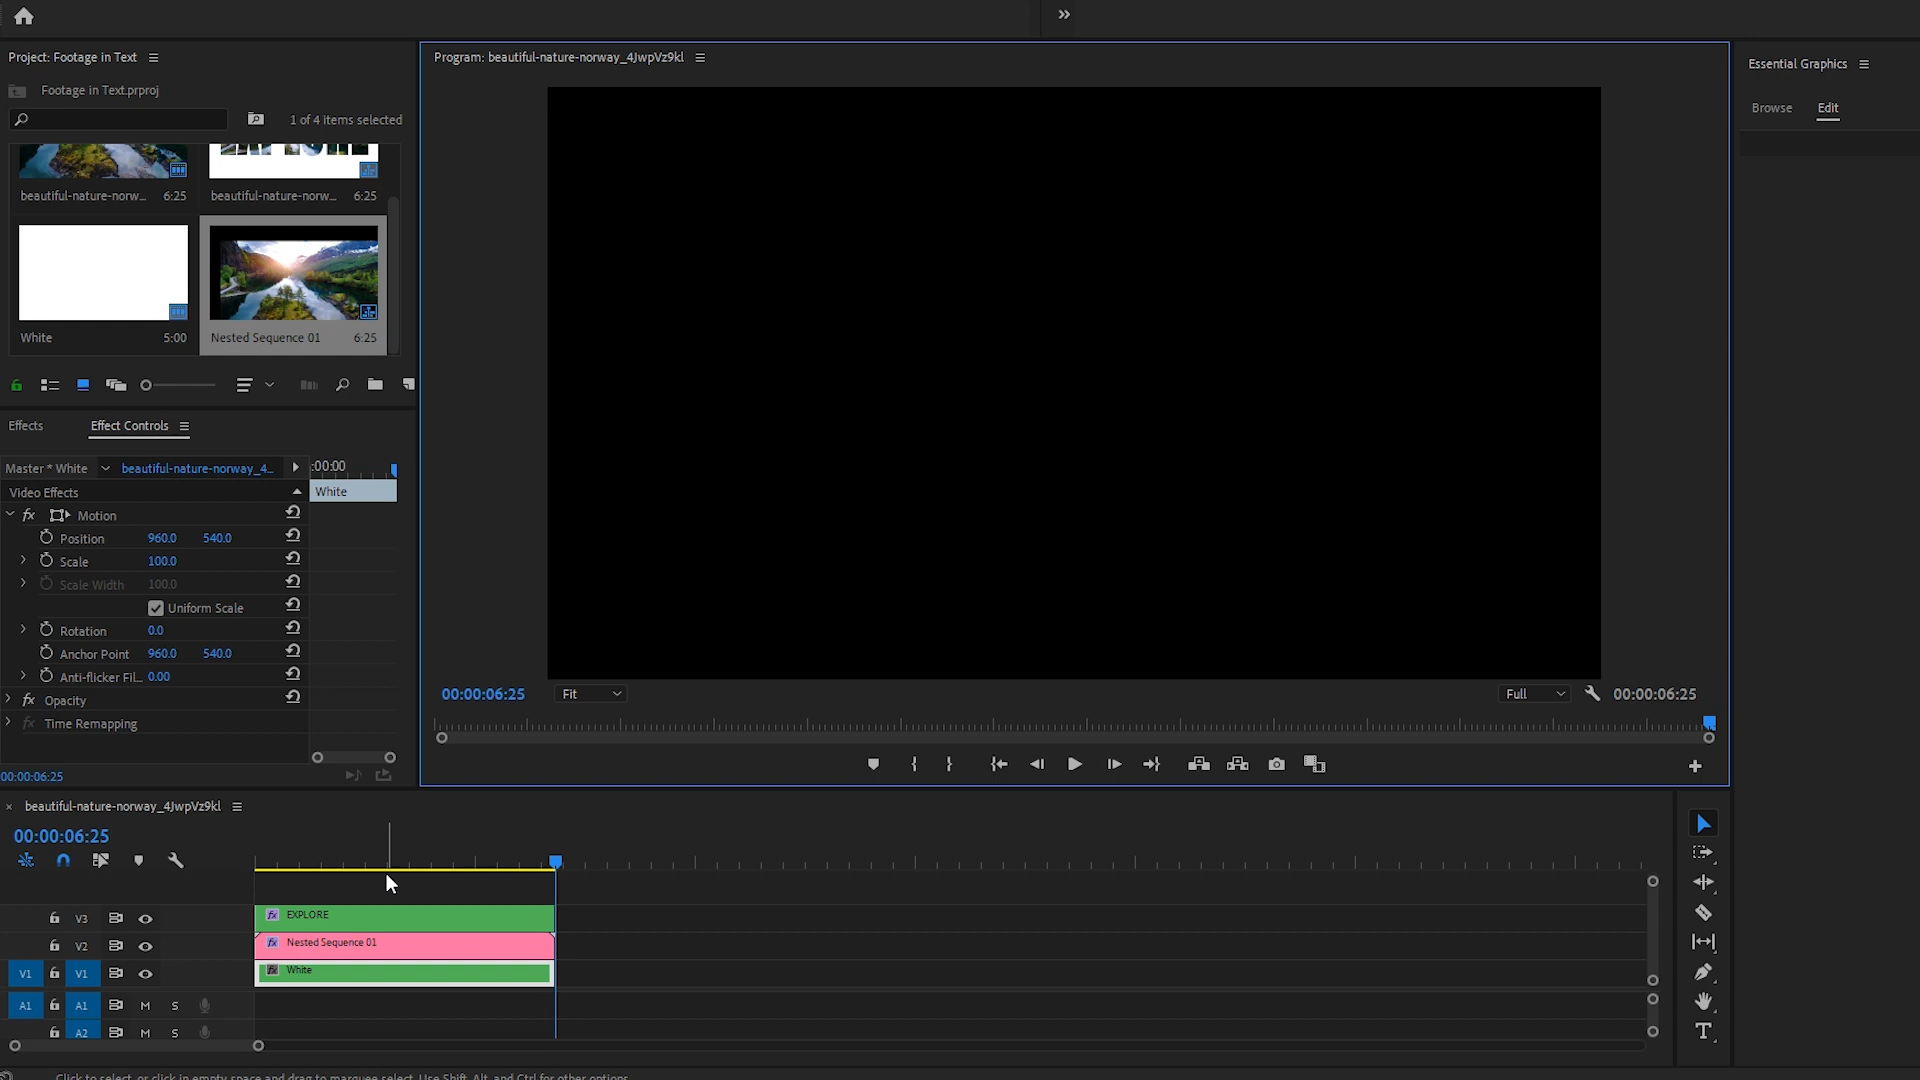 Project: Footage in Text
Footage in Text.prproj
1 of 4 items selected
beautiful-nature-norw... 6:25
beautiful-nature-norw... 6:25
White 5:00
Nested Sequence 01 6:25
Effects
Effect Controls
Master * White
beautiful-nature-norway_4...
:00:00
Video Effects
White
Motion
Position 960.0 540.0
Scale 100.0
Scale Width 100.0
Uniform Scale
Rotation 0.0
Anchor Point 960.0 540.0
Anti-flicker Fil... 0.00
Opacity
Time Remapping
00:00:06:25
Program: beautiful-nature-norway_4JwpVz9kl
00:00:06:25
Fit
Full
00:00:06:25
Essential Graphics
Browse
Edit
beautiful-nature-norway_4JwpVz9kl
00:00:06:25
V3
EXPLORE
V2
Nested Sequence 01
V1 V1
White
A1 A1 M S
A2 M S
Click to select, or click in empty space and drag to marquee select. Use Shift, Alt, and Ctrl for other options.